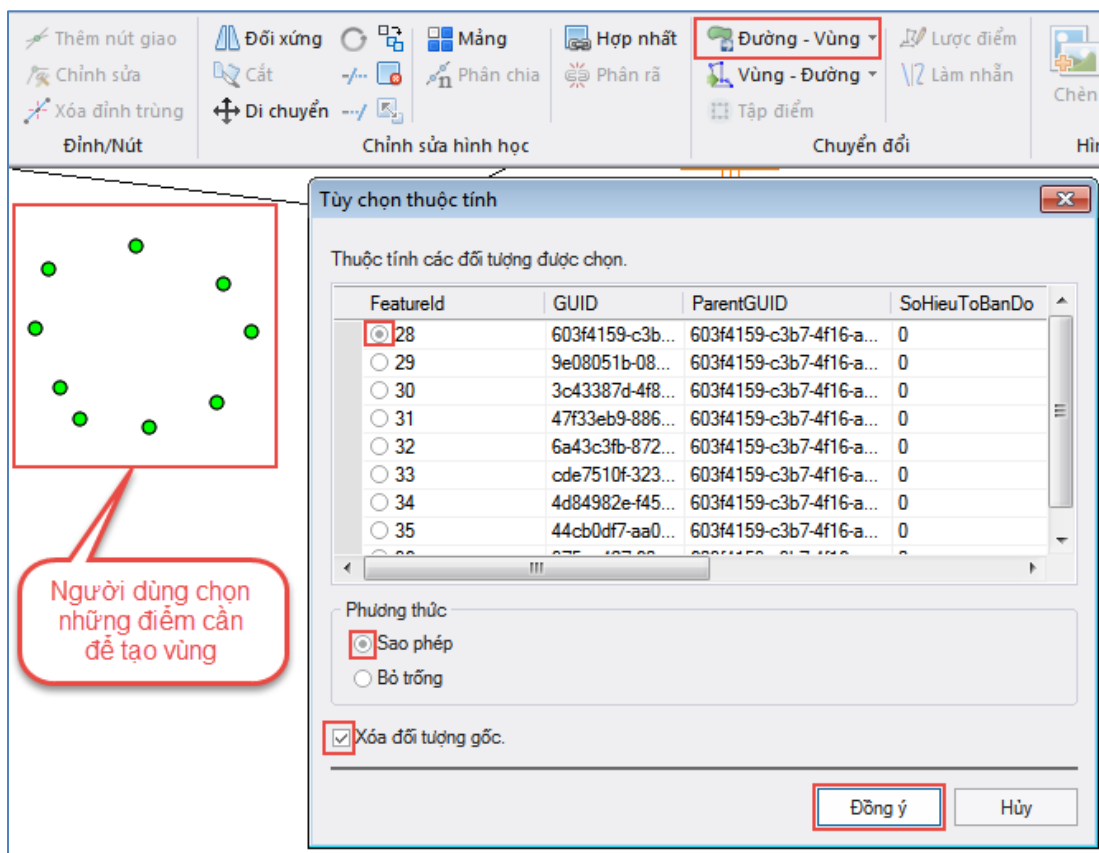 Thêm nút giao
Đối xứng
Mảng
Hợp nhất
Đường - Vùng
Lược điểm
Chỉnh sửa
Cắt
Phân chia
Phân rã
Vùng - Đường
Làm nhẵn
Chèn
Xóa đỉnh trùng
Di chuyển
Tập điểm
Đỉnh/Nút
Chỉnh sửa hình học
Chuyển đổi
Tùy chọn thuộc tính
Thuộc tính các đối tượng được chọn.
FeatureId GUID ParentGUID SoHieuToBanDo
28 603f4159-c3b... 603f4159-c3b7-4f16-a... 0
29 9e08051b-08... 603f4159-c3b7-4f16-a... 0
30 3c43387d-4f8... 603f4159-c3b7-4f16-a... 0
31 47f33eb9-886... 603f4159-c3b7-4f16-a... 0
32 6a43c3fb-872... 603f4159-c3b7-4f16-a... 0
33 cde7510f-323... 603f4159-c3b7-4f16-a... 0
34 4d84982e-f45... 603f4159-c3b7-4f16-a... 0
35 44cb0df7-aa0... 603f4159-c3b7-4f16-a... 0
Người dùng chọn
những điểm cần
để tạo vùng
Phương thức
Sao phép
Bỏ trống
Xóa đối tượng gốc.
Đồng ý
Hủy